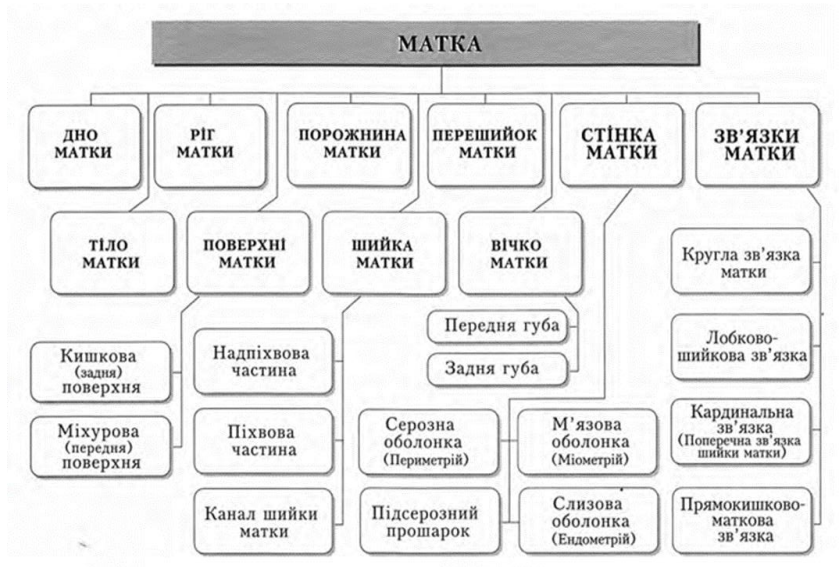 МАТКА
ДНО
МАТКИ
РІГ
МАТКИ
ПОРОЖНИНА
МАТКИ
ПЕРЕШИЙОК
МАТКИ
СТІНКА
МАТКИ
ЗВ'ЯЗКИ
МАТКИ
ТІЛО
МАТКИ
ПОВЕРХНІ
МАТКИ
ШИЙКА
МАТКИ
ВІЧКО
МАТКИ
Кишкова
(задня)
поверхня
Міхурова
(передня)
поверхня
Надпіхвова
частина
Піхвова
частина
Канал шийки
матки
Передня губа
Задня губа
Серозна
оболонка
(Периметрій)
М'язова
оболонка
(Міометрій)
Підсерозний
прошарок
Слизова
оболонка
(Ендометрій)
Кругла зв'язка
матки
Лобково-
шийкова зв'язка
Кардинальна
зв'язка
(Поперечна зв'язка
шийки матки)
Прямокишково-
маткова
зв'язка